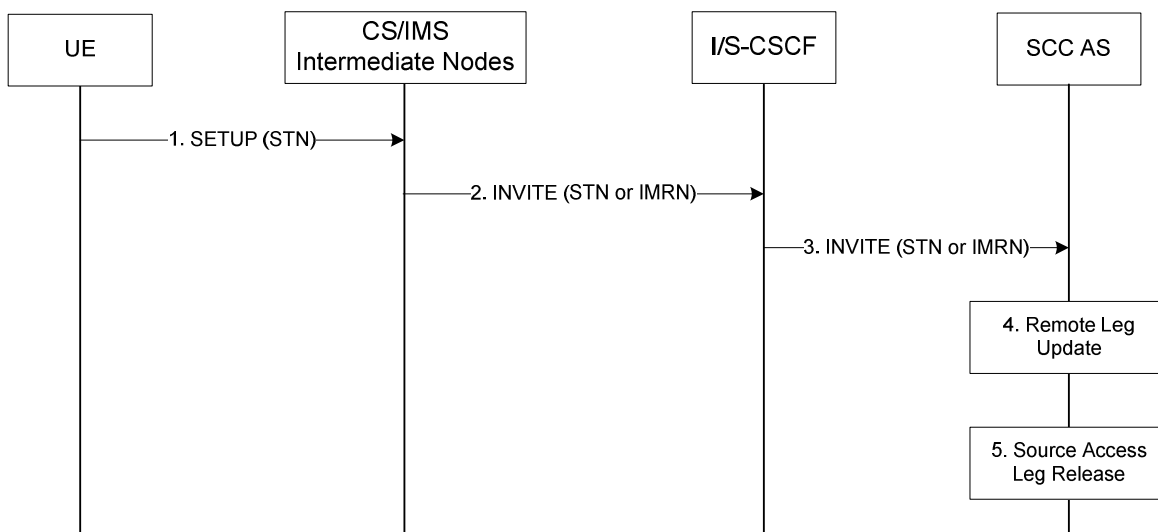 UE
CS/IMS
Intermediate Nodes
I/S-CSCF
SCC AS
1. SETUP (STN)
2. INVITE (STN or IMRN)
3. INVITE (STN or IMRN)
4. Remote Leg
Update
5. Source Access
Leg Release